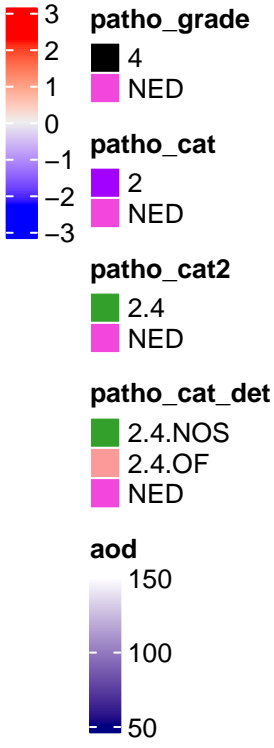 3
2
1
0
−1
−2
−3
patho_grade
4
NED
patho_cat
2
NED
patho_cat2
2.4
NED
patho_cat_det
2.4.NOS
2.4.OF
NED
aod
150
100
50